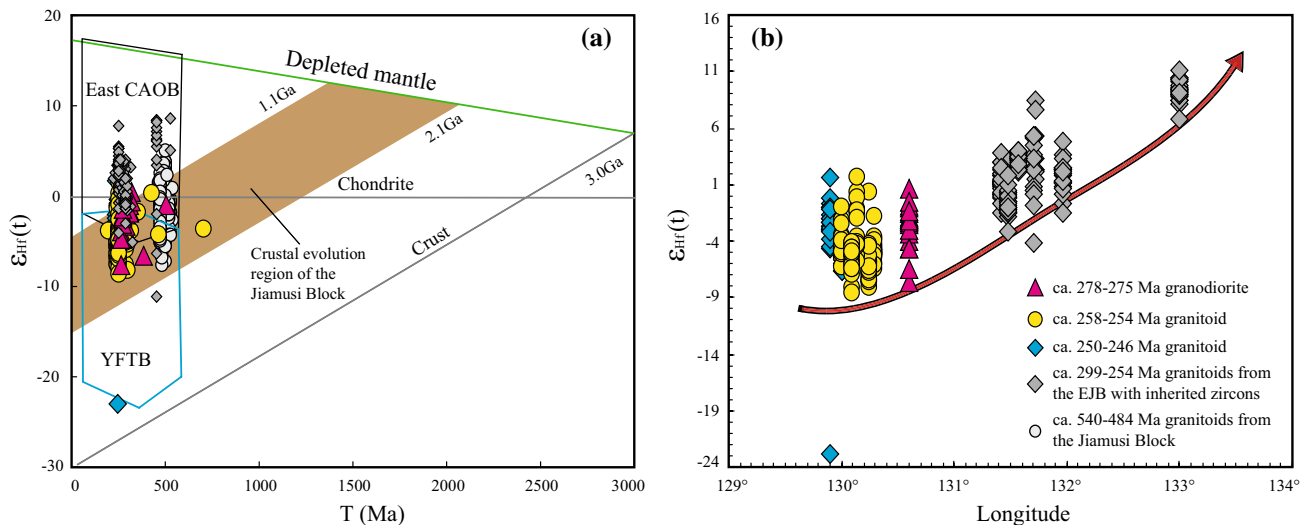 (a)
East CAOB
Depleted mantle
1.1Ga
2.1Ga
3.0Ga
Chondrite
Crust
Crustal evolution
region of the
Jiamusi Block
YFTB
20
10
0
-10
-20
-30
εHf(t)
0
500
1000
1500
2000
2500
3000
T (Ma)
(b)
16
11
6
1
-4
-9
-14
-19
-24
εHf(t)
129°
130°
131°
132°
133°
134°
Longitude
ca. 278-275 Ma granodiorite
ca. 258-254 Ma granitoid
ca. 250-246 Ma granitoid
ca. 299-254 Ma granitoids from
the EJB with inherited zircons
ca. 540-484 Ma granitoids from
the Jiamusi Block